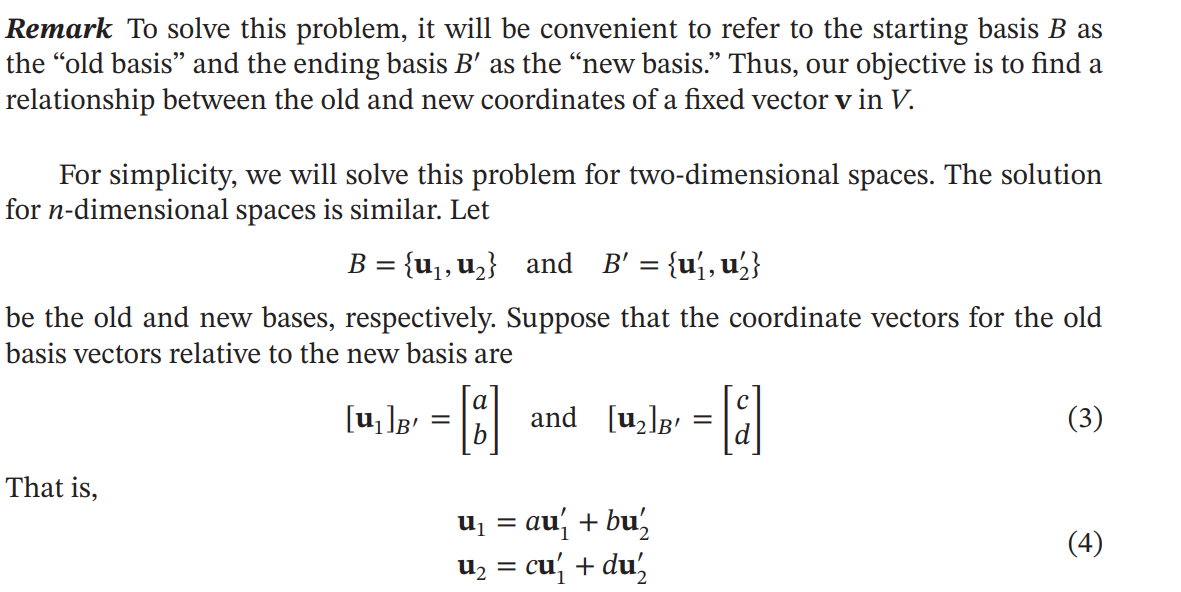 Remark To solve this problem, it will be convenient to refer to the starting basis B as
the “old basis” and the ending basis B′ as the “new basis.” Thus, our objective is to find a
relationship between the old and new coordinates of a fixed vector v in V.
For simplicity, we will solve this problem for two-dimensional spaces. The solution
for n-dimensional spaces is similar. Let
B = {u₁, u₂} and B′ = {u′₁, u′₂}
be the old and new bases, respectively. Suppose that the coordinate vectors for the old
basis vectors relative to the new basis are
[u₁]B′ = [a b] and [u₂]B′ = [c d] (3)
That is,
u₁ = au′₁ + bu′₂
u₂ = cu′₁ + du′₂ (4)